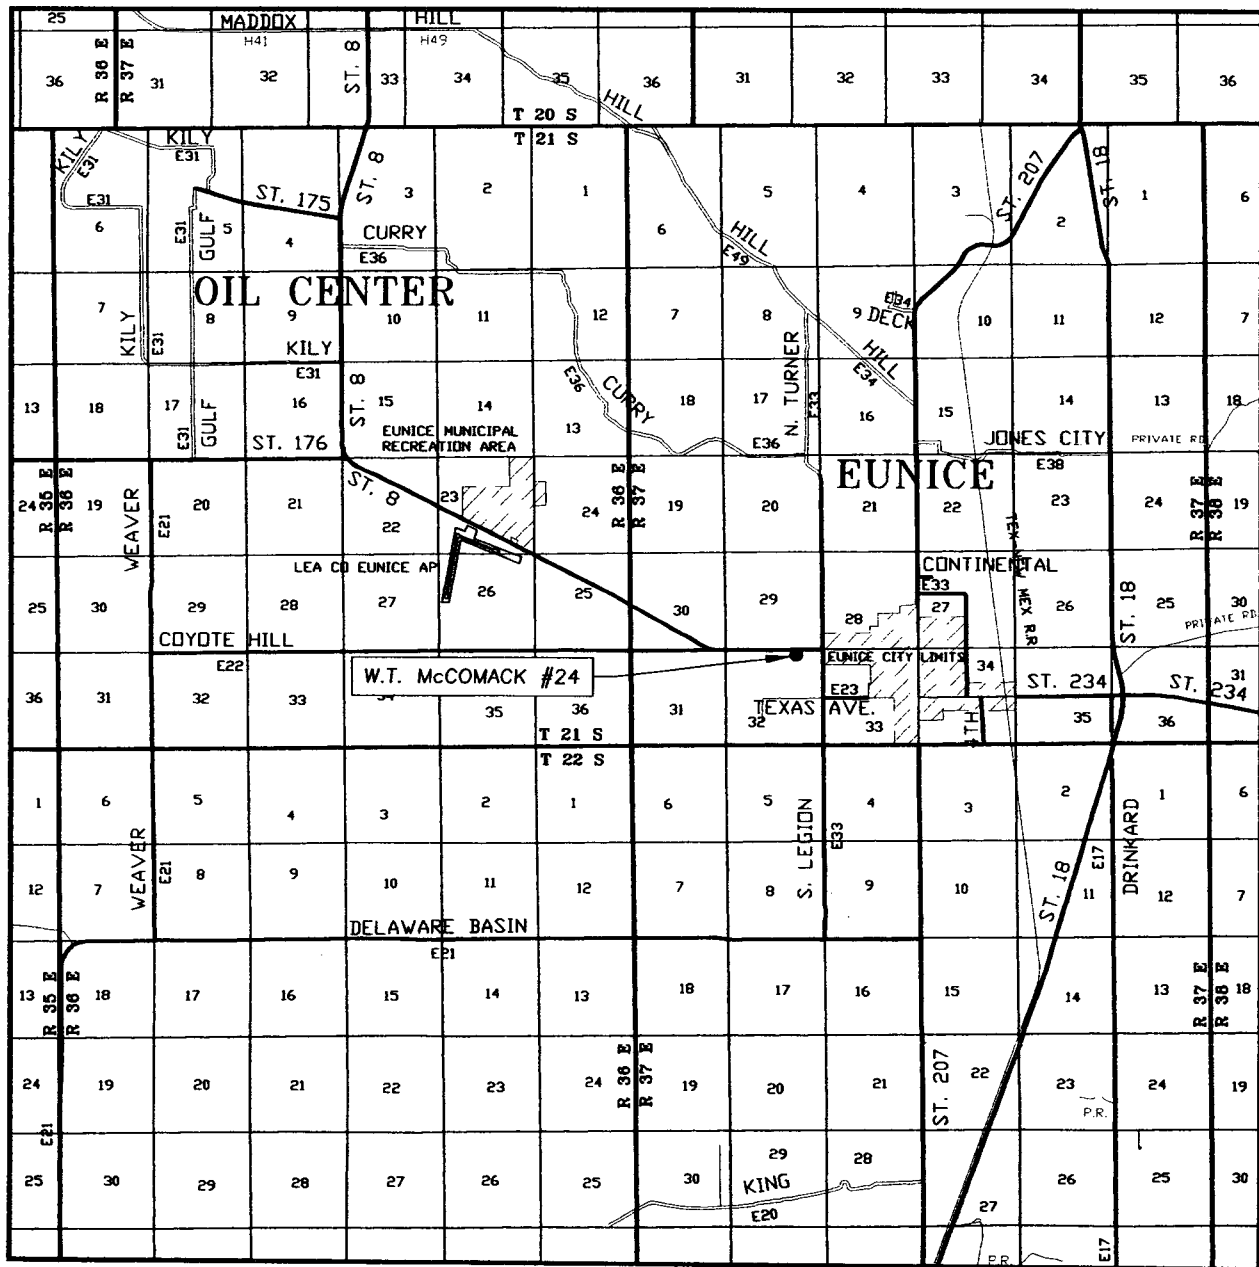 25 MADDOX HILL
H41 H49
36 R 36 E R 37 E 31 32 ST. 8 33 34 35 36 31 32 33 34 35 36
HILL
T 20 S
T 21 S
KILY KILY
E31 E31
ST. 175 ST. 8 3 2 1 5 4 3 ST. 207 ST. 18 1 6
E31
6 E31 GULF 5 4 CURRY 6 HILL 2
E36 E49
OIL CENTER
7 KILY E31 8 9 10 11 12 7 8 9 DECK E34 10 11 12 7
KILY N. TURNER HILL
E31 E36 E34
13 18 17 E31 GULF 16 ST. 8 15 14 CURRY 18 17 E33 16 15 14 13 18
EUNICE MUNICIPAL
RECREATION AREA
13 E36 JONES CITY PRIVATE RD
ST. 176 E38
EUNICE
R 35 E R 36 E ST. 8 R 36 E R 37 E R 37 E R 38 E
24 19 WEAVER E21 20 21 22 23 24 19 20 21 22 23 24
TEX-NEW MEX R.R
LEA CO EUNICE AP
CONTINENTAL
E33
25 30 29 28 27 26 25 30 29 28 27 26 ST. 18 25 30
PRIVATE RD.
COYOTE HILL
E22
EUNICE CITY LIMITS
W.T. McCOMACK #24
34 ST. 234 ST. 234 31
36 31 32 33 34 35 36 31 32 E23 33 35 36
TEXAS AVE.
4TH
T 21 S
T 22 S
1 6 5 4 3 2 1 6 5 4 3 2 1 6
WEAVER S. LEGION E33 DRINKARD
E21 E17
12 7 8 9 10 11 12 7 8 9 10 ST. 18 11 12 7
DELAWARE BASIN
E21
R 35 E R 36 E R 37 E R 38 E
13 18 17 16 15 14 13 18 17 16 15 14 13 18
R 36 E R 37 E
24 19 20 21 22 23 24 19 20 21 ST. 207 22 23 24 19
E21 P.R.
25 30 29 28 27 26 25 30 29 28 27 26 25 30
KING
E20
P.R. E17